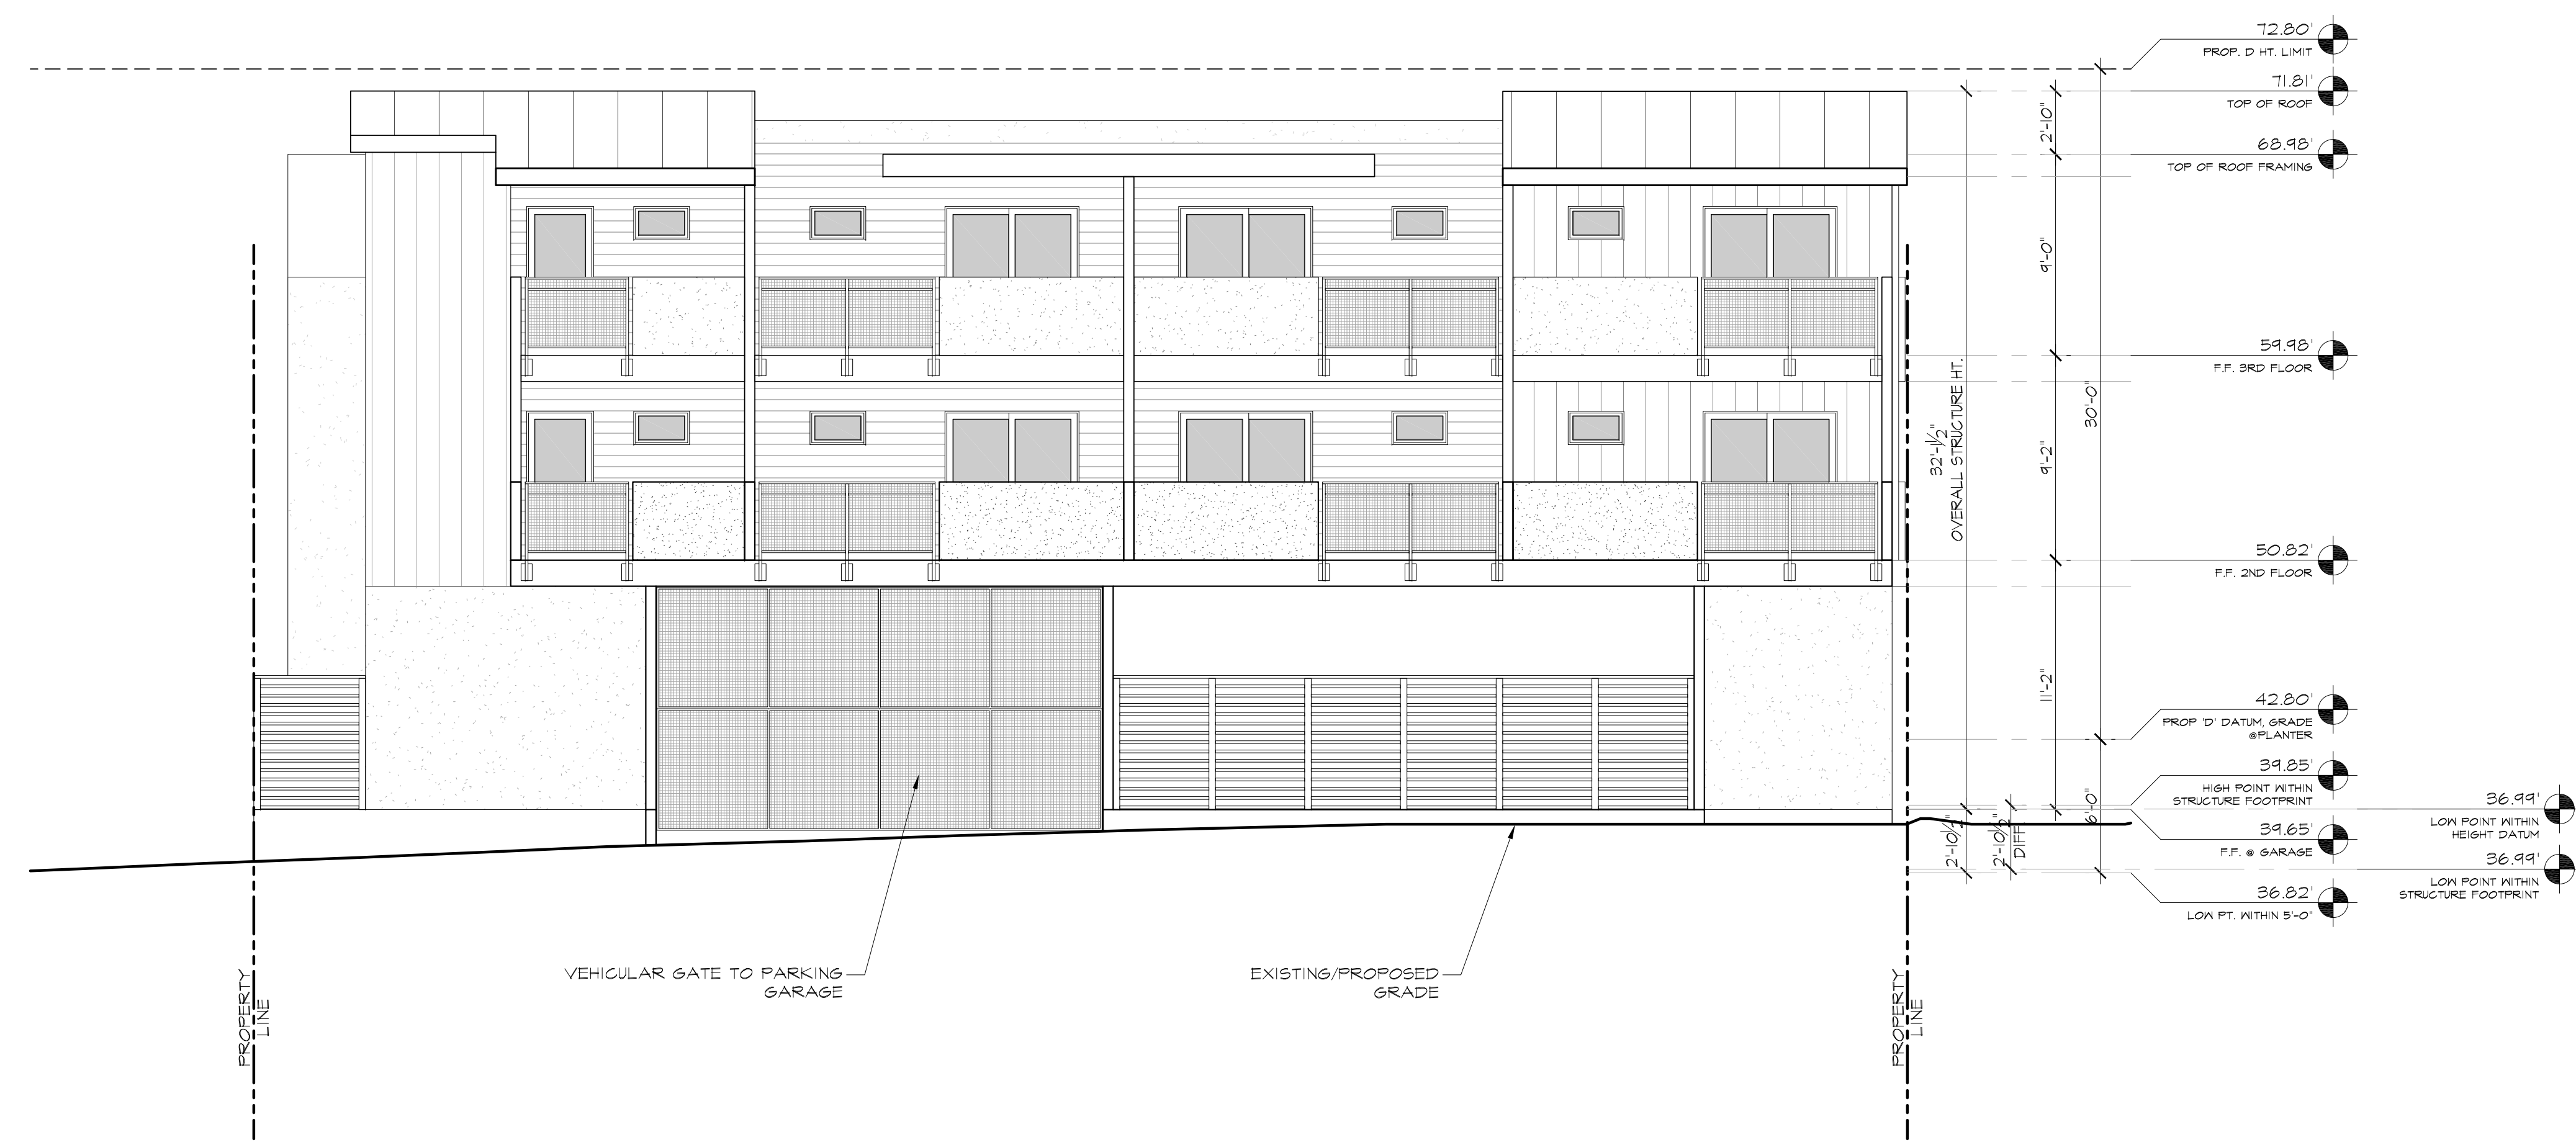 72.80'
PROP. D HT. LIMIT
71.81'
TOP OF ROOF
2'-10"
68.98'
TOP OF ROOF FRAMING
9'-0"
59.98'
F.F. 3RD FLOOR
32'-1½"
OVERALL STRUCTURE HT.
30'-0"
9'-2"
50.82'
F.F. 2ND FLOOR
11'-2"
42.80'
PROP 'D' DATUM, GRADE
@PLANTER
39.85'
HIGH POINT WITHIN
STRUCTURE FOOTPRINT
36.99'
LOW POINT WITHIN
HEIGHT DATUM
2'-10½"
2'-10½"
DIFF.
6'-0"
39.65'
F.F. @ GARAGE
36.99'
LOW POINT WITHIN
STRUCTURE FOOTPRINT
36.82'
LOW PT. WITHIN 5'-0"
VEHICULAR GATE TO PARKING
GARAGE
EXISTING/PROPOSED
GRADE
PROPERTY
LINE
PROPERTY
LINE